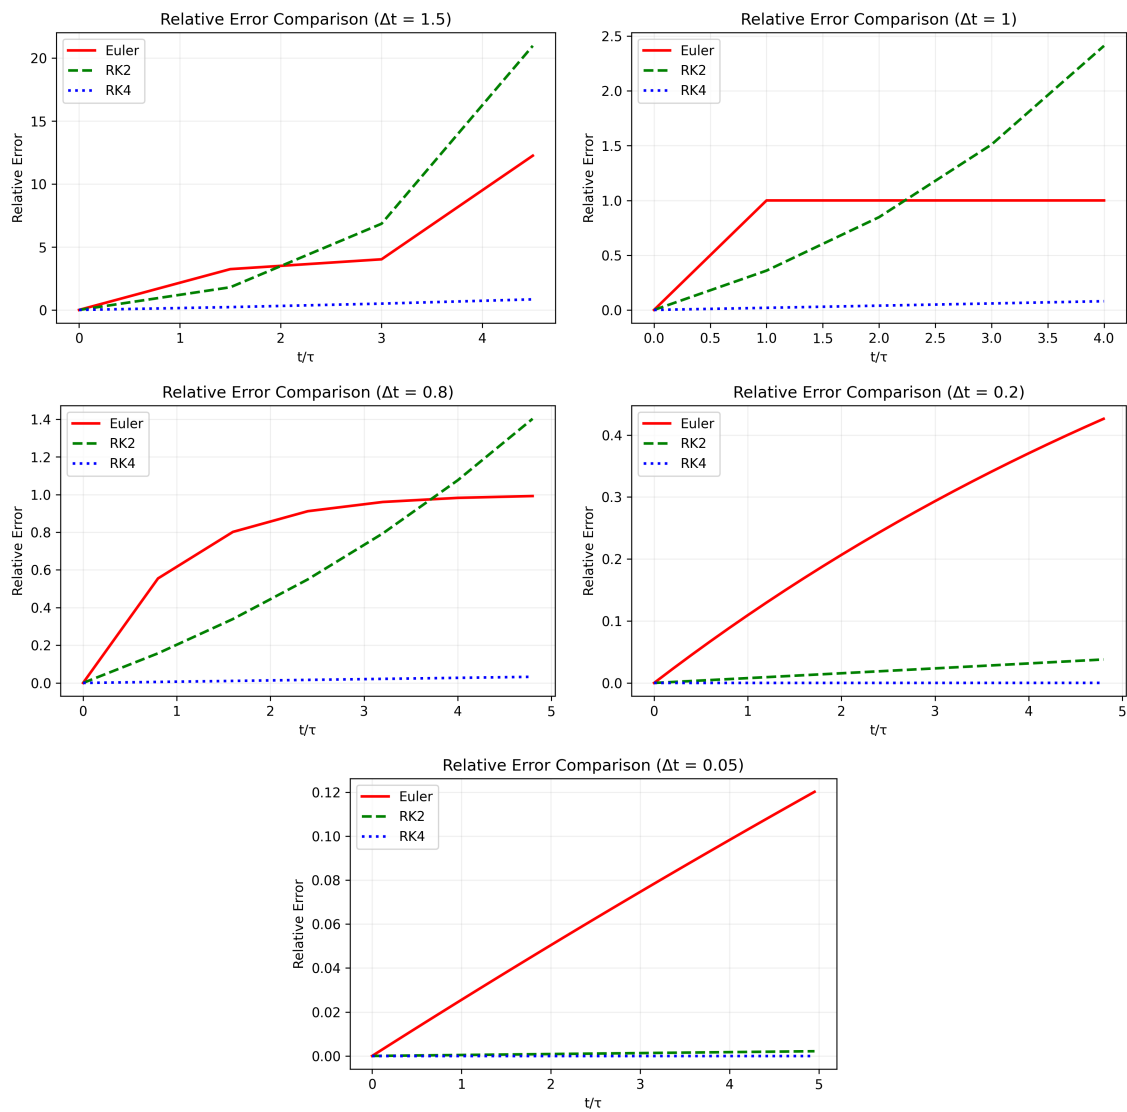 Relative Error Comparison (Δt = 1.5)
Euler
RK2
RK4
Relative Error
20
15
10
5
0
0 1 2 3 4
t/τ
Relative Error Comparison (Δt = 1)
Euler
RK2
RK4
Relative Error
2.5
2.0
1.5
1.0
0.5
0.0
0.0 0.5 1.0 1.5 2.0 2.5 3.0 3.5 4.0
t/τ
Relative Error Comparison (Δt = 0.8)
Euler
RK2
RK4
Relative Error
1.4
1.2
1.0
0.8
0.6
0.4
0.2
0.0
0 1 2 3 4 5
t/τ
Relative Error Comparison (Δt = 0.2)
Euler
RK2
RK4
Relative Error
0.4
0.3
0.2
0.1
0.0
0 1 2 3 4 5
t/τ
Relative Error Comparison (Δt = 0.05)
Euler
RK2
RK4
Relative Error
0.12
0.10
0.08
0.06
0.04
0.02
0.00
0 1 2 3 4 5
t/τ